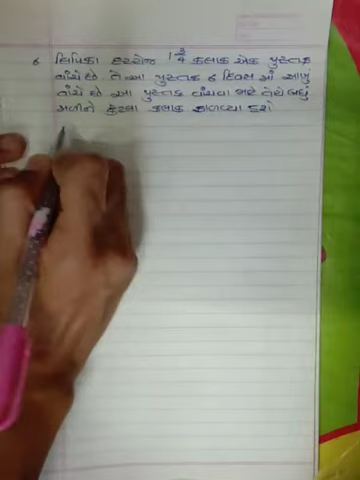 6 લિપિકા દરરોજ 1 3/4 કલાક એક પુસ્તક
વાંચે છે. તે આ પુસ્તક 6 દિવસ માં આખું
વાંચે છે આ પુસ્તક વાંચવા માટે તેણે બધું
મળીને કેટલા કલાક ફાળવ્યા હશે